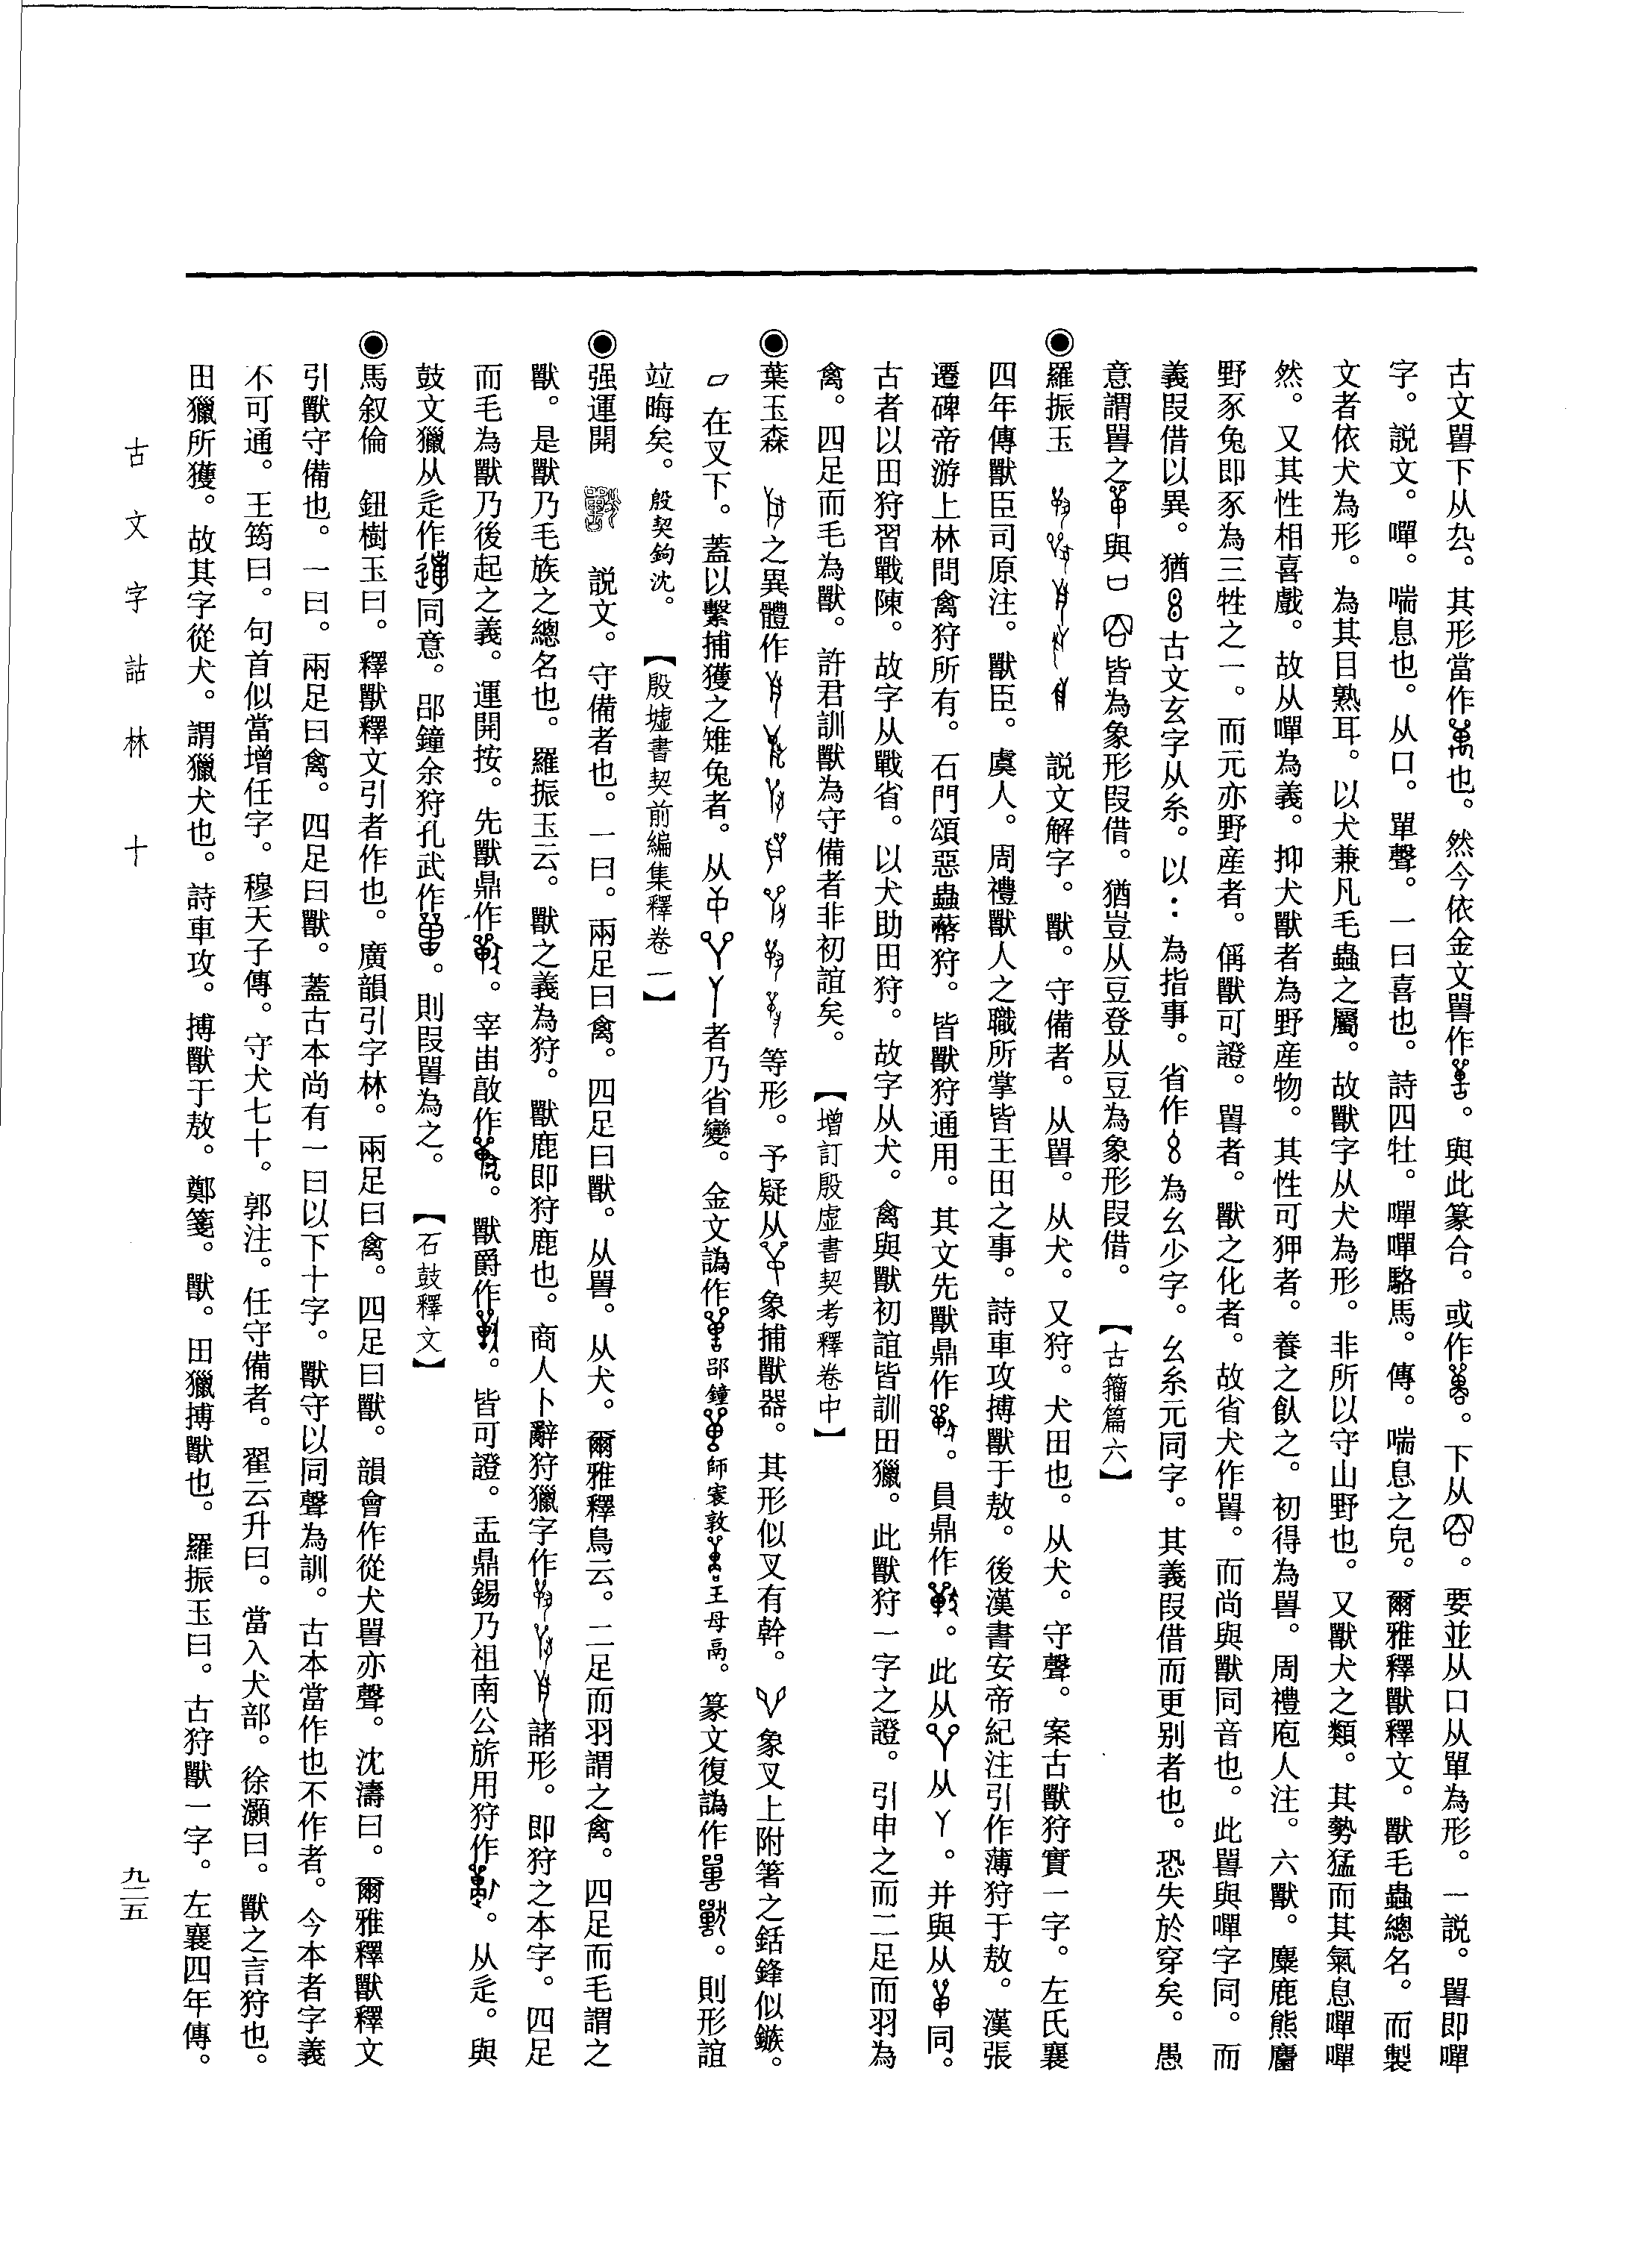 古文嘼下从厹。其形當作也。然今依金文嘼作。與此篆合。或作。下从。要並从口从單為形。一説。嘼即嘽
字。説文。嘽。喘息也。从口。單聲。一曰喜也。詩四牡。嘽嘽駱馬。傳。喘息之皃。爾雅釋獸釋文。獸毛蟲總名。而製
文者依犬為形。為其目熟耳。以犬兼凡毛蟲之屬。故獸字从犬為形。非所以守山野也。又獸犬之類。其勢猛而其氣息嘽嘽
然。又其性相喜戲。故从嘽為義。抑犬獸者為野産物。其性可狎者。養之飤之。初得為嘼。周禮庖人注。六獸。麋鹿熊麕
野豕兔即豕為三牲之一。而元亦野産者。偁獸可證。嘼者。獸之化者。故省犬作嘼。而尚與獸同音也。此嘼與嘽字同。而
義叚借以異。猶古文玄字从糸。以：為指事。省作為幺少字。幺糸元同字。其義叚借而更别者也。恐失於穿矣。愚
意謂嘼之與皆為象形叚借。猶豈从豆登从豆為象形叚借。【古籀篇六】
◉羅振玉　説文解字。獸。守備者。从嘼。从犬。又狩。犬田也。从犬。守聲。案古獸狩實一字。左氏襄
四年傳獸臣司原注。獸臣。虞人。周禮獸人之職所掌皆王田之事。詩車攻搏獸于敖。後漢書安帝紀注引作薄狩于敖。漢張
遷碑帝游上林問禽狩所有。石門頌惡蟲蔽狩。皆獸狩通用。其文先獸鼎作。員鼎作。此从从丫。并與从同。
古者以田狩習戰陳。故字从戰省。以犬助田狩。故字从犬。禽與獸初誼皆訓田獵。此獸狩一字之證。引申之而二足而羽為
禽。四足而毛為獸。許君訓獸為守備者非初誼矣。【增訂殷虚書契考釋卷中】
◉葉玉森　之異體作等形。予疑从象捕獸器。其形似叉有幹。象叉上附箸之銛鋒似鏃。
在叉下。蓋以繫捕獲之雉兔者。从者乃省變。金文譌作邵鐘師寰敦王母鬲。篆文復譌作。則形誼
竝晦矣。殷契鉤沈。【殷墟書契前編集釋卷一】
◉强運開　説文。守備者也。一曰。兩足曰禽。四足曰獸。从嘼。从犬。爾雅釋鳥云。二足而羽謂之禽。四足而毛謂之
獸。是獸乃毛族之總名也。羅振玉云。獸之義為狩。獸鹿即狩鹿也。商人卜辭狩獵字作諸形。即狩之本字。四足
而毛為獸乃後起之義。運開按。先獸鼎作。宰甾敦作。獸爵作。皆可證。盂鼎錫乃祖南公旂用狩作。从辵。與
鼓文獵从辵作同意。邵鐘余狩孔武作。則叚嘼為之。【石鼓釋文】
◉馬叙倫　鈕樹玉曰。釋獸釋文引者作也。廣韻引字林。兩足曰禽。四足曰獸。韻會作從犬嘼亦聲。沈濤曰。爾雅釋獸釋文
引獸守備也。一曰。兩足曰禽。四足曰獸。蓋古本尚有一曰以下十字。獸守以同聲為訓。古本當作也不作者。今本者字義
不可通。王筠曰。句首似當增任字。穆天子傳。守犬七十。郭注。任守備者。翟云升曰。當入犬部。徐灝曰。獸之言狩也。
田獵所獲。故其字從犬。謂獵犬也。詩車攻。搏獸于敖。鄭箋。獸。田獵搏獸也。羅振玉曰。古狩獸一字。左襄四年傳。
古文字詁林　十
九二五